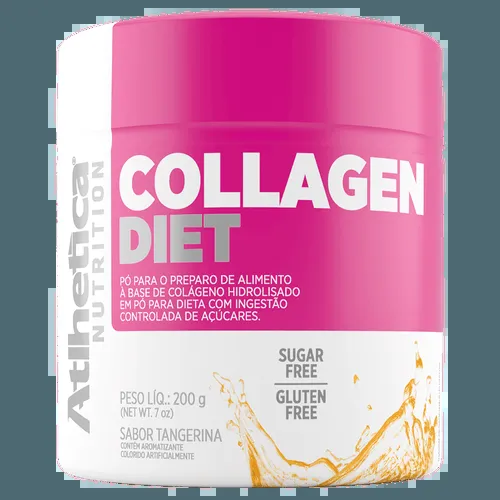 Atlhetica®
NUTRITION
COLLAGEN
DIET
PÓ PARA O PREPARO DE ALIMENTO
À BASE DE COLÁGENO HIDROLISADO
EM PÓ PARA DIETA COM INGESTÃO
CONTROLADA DE AÇÚCARES.
SUGAR
FREE
GLUTEN
FREE
PESO LÍQ.: 200 g
(NET WT. 7 oz)
SABOR TANGERINA
CONTÉM AROMATIZANTE
COLORIDO ARTIFICIALMENTE